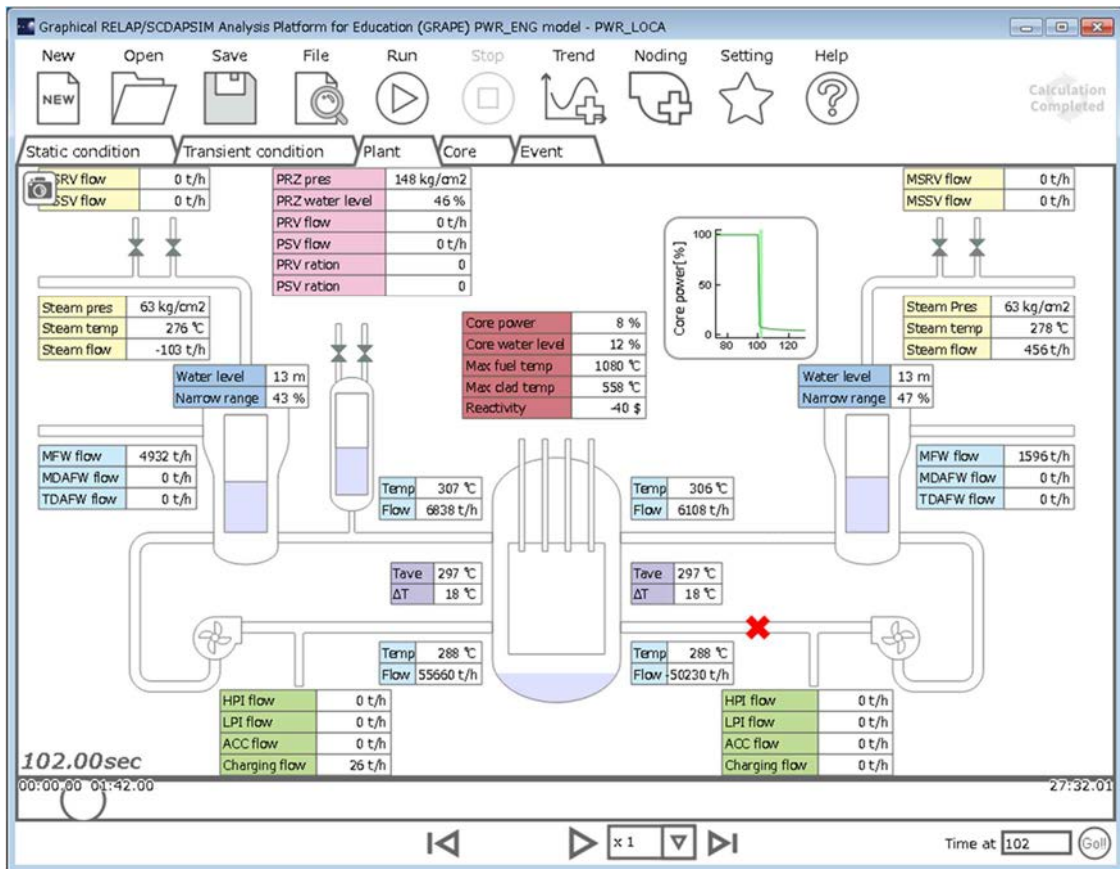 Graphical RELAP/SCDAPSIM Analysis Platform for Education (GRAPE) PWR_ENG model - PWR_LOCA
New Open Save File Run Stop Trend Noding Setting Help
NEW
Calculation
Completed
Static condition Transient condition Plant Core Event
SRV flow 0 t/h
SSV flow 0 t/h
PRZ pres 148 kg/cm2
PRZ water level 46 %
PRV flow 0 t/h
PSV flow 0 t/h
PRV ration 0
PSV ration 0
MSRV flow 0 t/h
MSSV flow 0 t/h
Core power[%]
100
50
0
80 100 120
Steam pres 63 kg/cm2
Steam temp 276 ℃
Steam flow -103 t/h
Core power 8 %
Core water level 12 %
Max fuel temp 1080 ℃
Max clad temp 558 ℃
Reactivity -40 $
Steam Pres 63 kg/cm2
Steam temp 278 ℃
Steam flow 456 t/h
Water level 13 m
Narrow range 43 %
Water level 13 m
Narrow range 47 %
MFW flow 4932 t/h
MDAFW flow 0 t/h
TDAFW flow 0 t/h
MFW flow 1596 t/h
MDAFW flow 0 t/h
TDAFW flow 0 t/h
Temp 307 ℃
Flow 6838 t/h
Temp 306 ℃
Flow 6108 t/h
Tave 297 ℃
ΔT 18 ℃
Tave 297 ℃
ΔT 18 ℃
Temp 288 ℃
Flow 55660 t/h
Temp 288 ℃
Flow -50230 t/h
HPI flow 0 t/h
LPI flow 0 t/h
ACC flow 0 t/h
Charging flow 26 t/h
HPI flow 0 t/h
LPI flow 0 t/h
ACC flow 0 t/h
Charging flow 0 t/h
102.00sec
00:00.00 01:42.00 27:32.01
x 1
Time at 102 Go!!